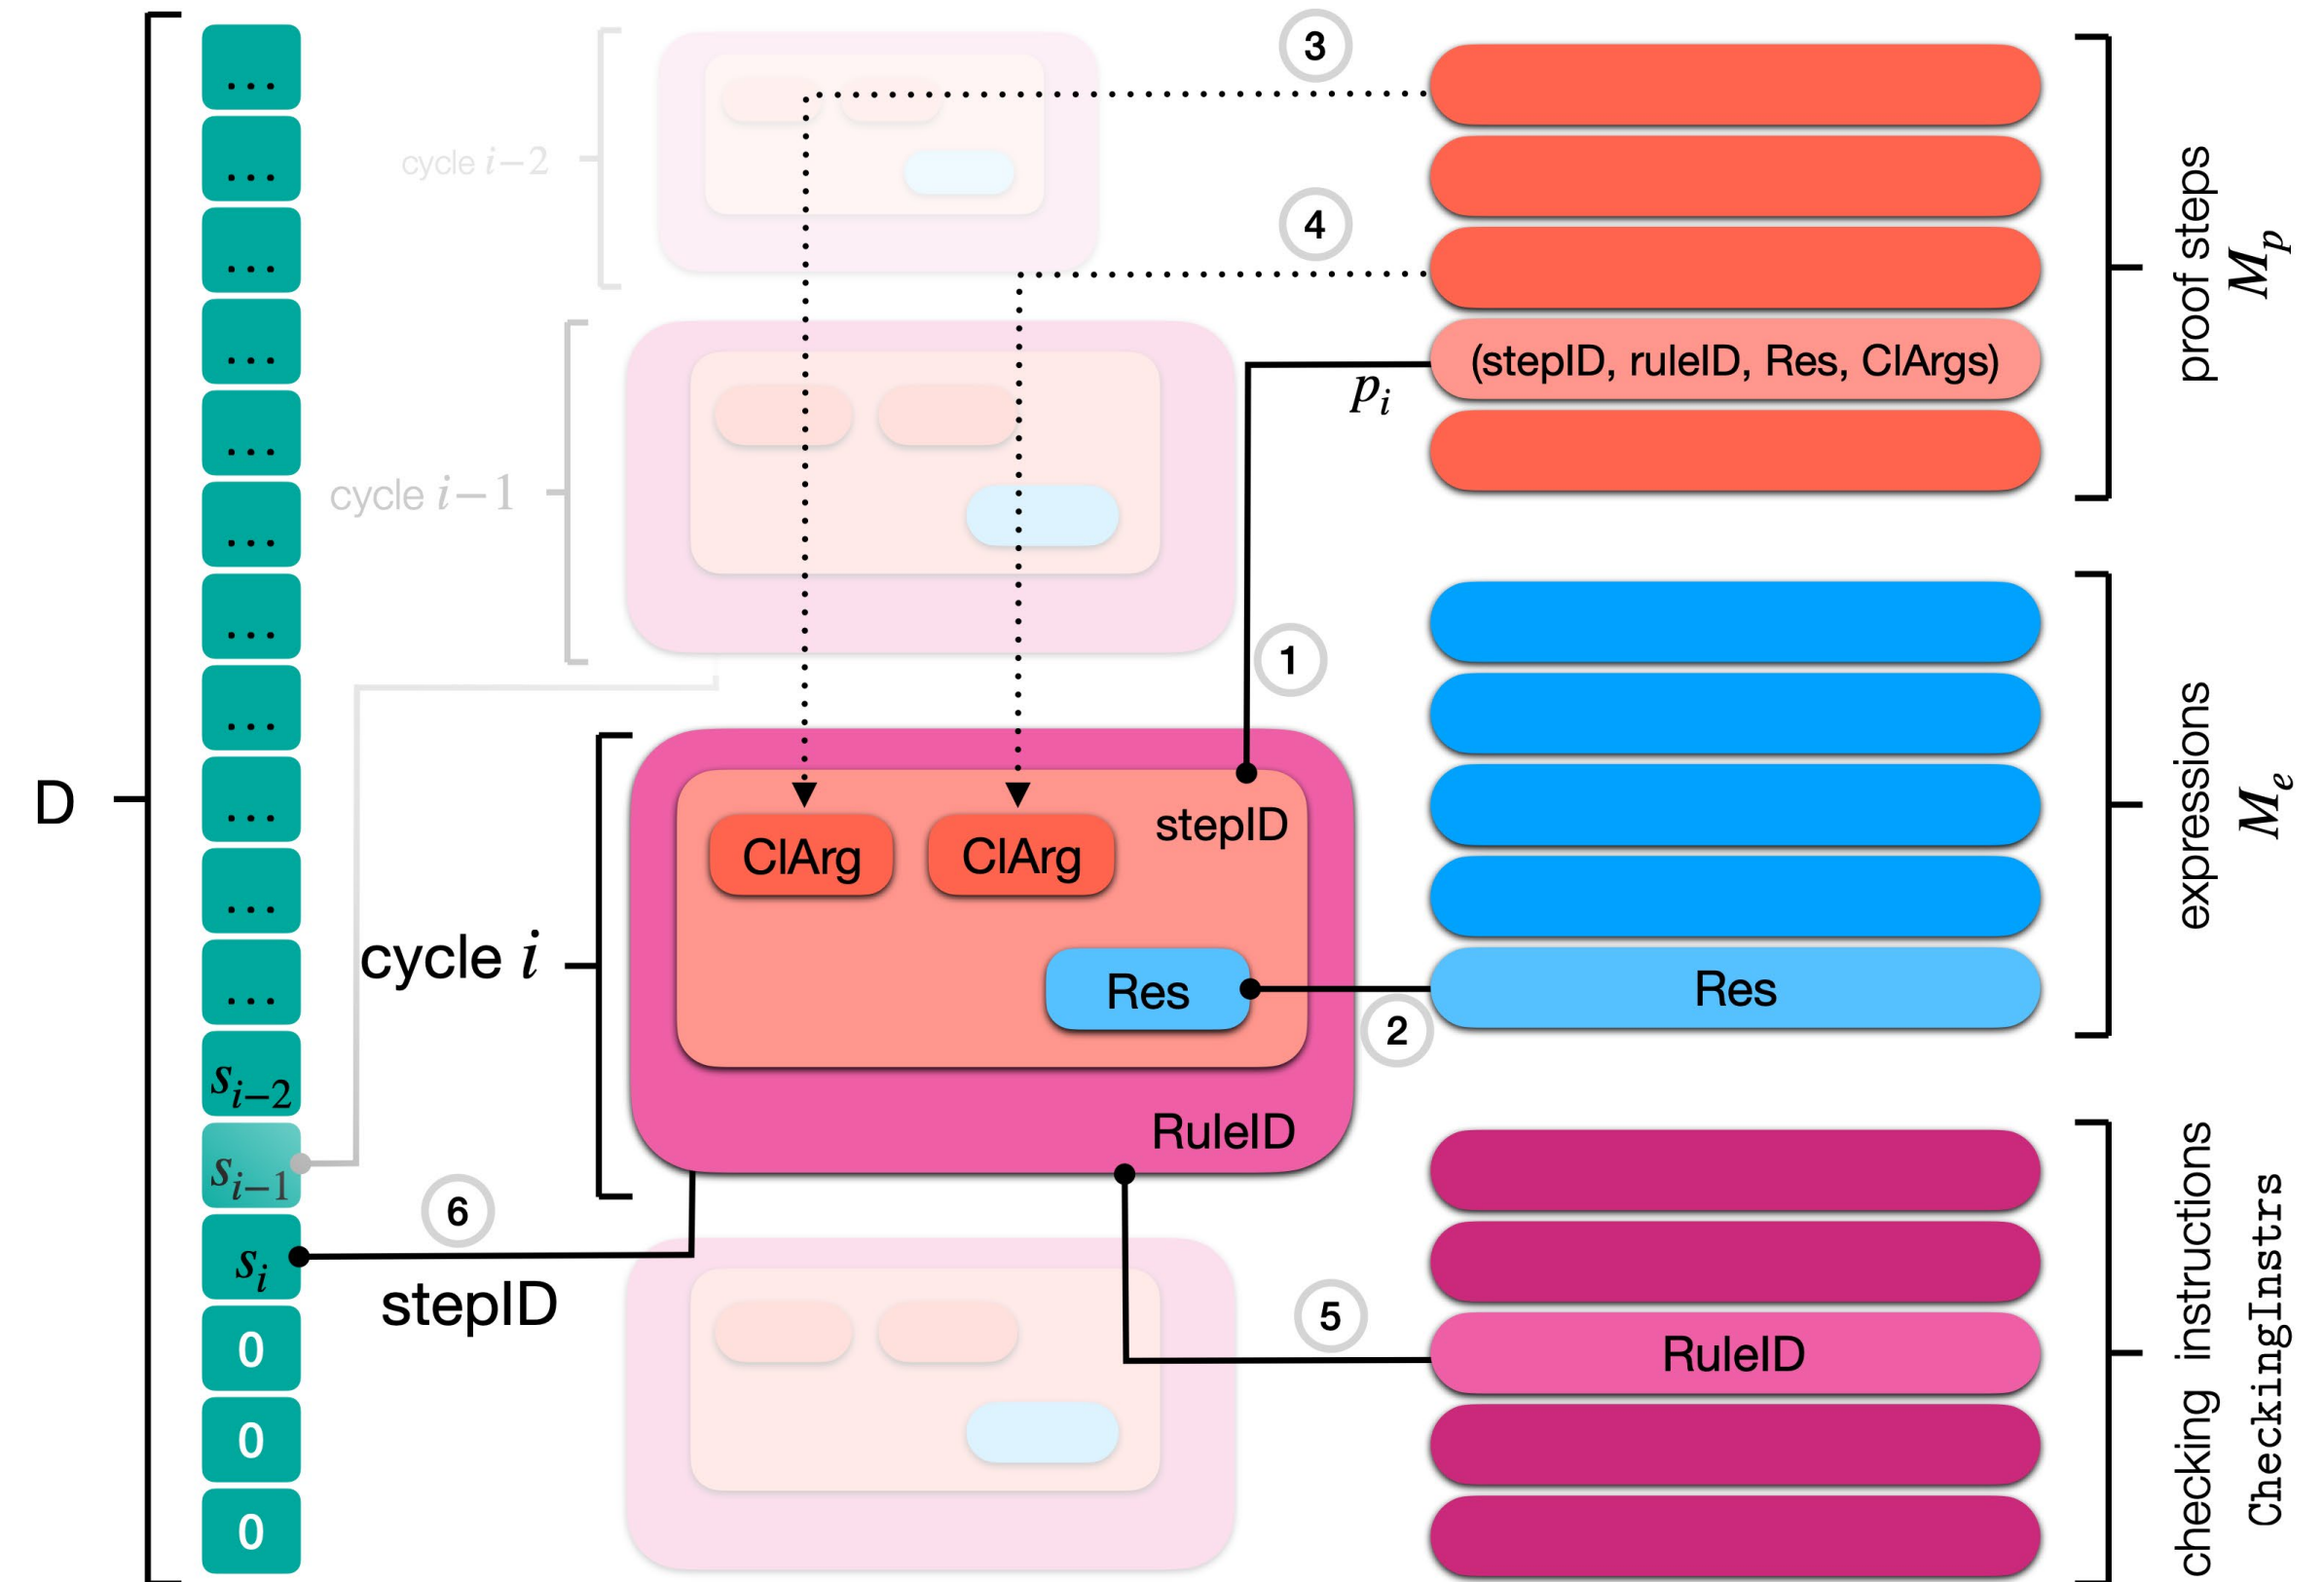 D
...
...
...
...
...
...
...
...
...
...
...
s_{i−2}
s_{i−1}
s_i
0
0
0
cycle i−2
cycle i−1
cycle i
3
4
1
p_i
ClArg
ClArg
stepID
Res
2
RuleID
6
stepID
5
(stepID, ruleID, Res, ClArgs)
proof steps
M_p
Res
expressions
M_e
RuleID
checking instructions
CheckingInstrs